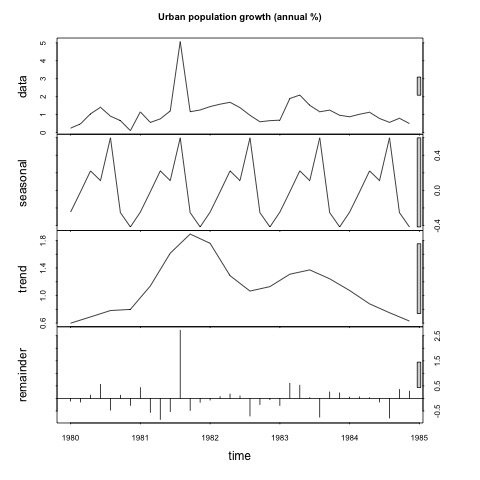 Urban population growth (annual %)
data
0 1 2 3 4 5
seasonal
-0.4 0.0 0.4
trend
0.6 1.0 1.4 1.8
remainder
-0.5 0.5 1.5 2.5
1980 1981 1982 1983 1984 1985
time